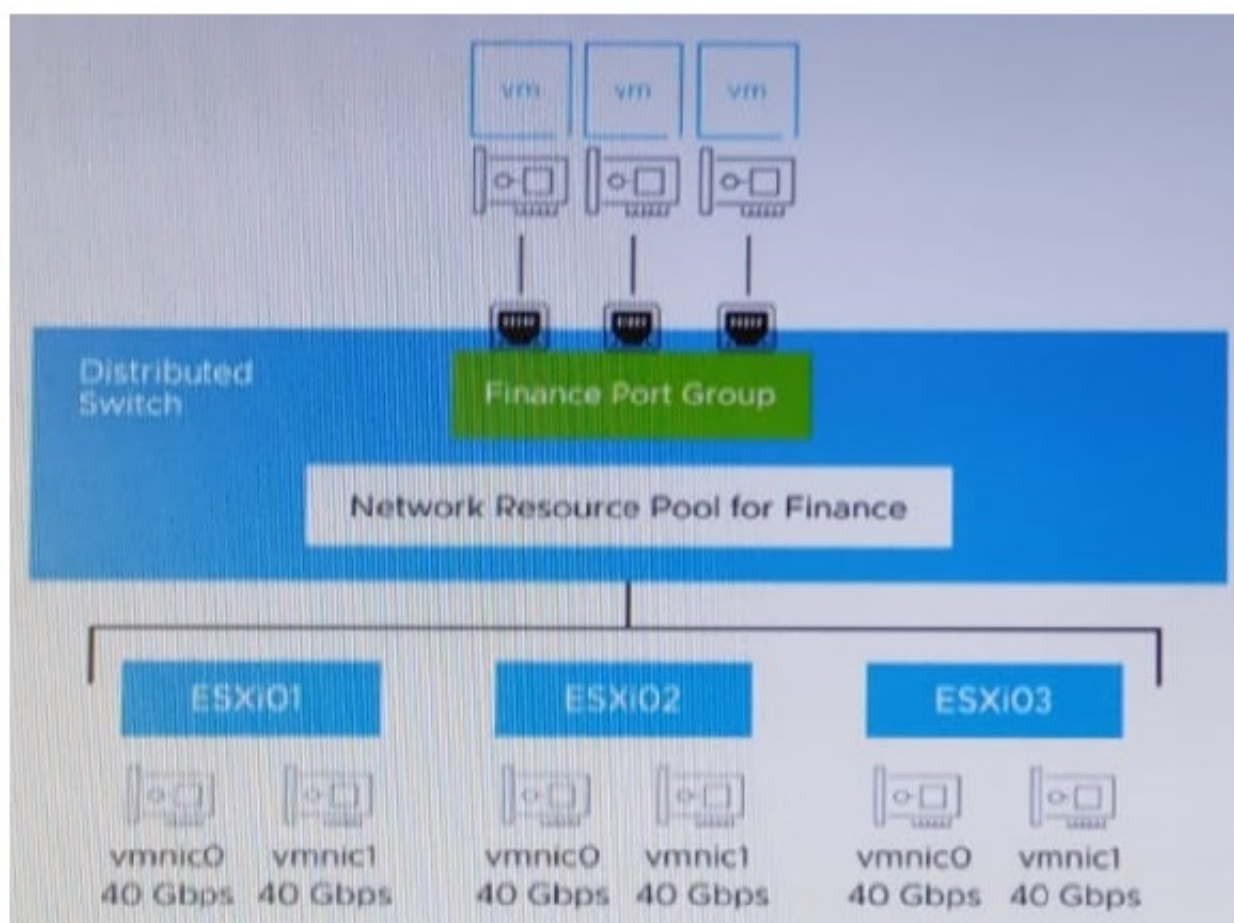 vm vm vm
Distributed
Switch
Finance Port Group
Network Resource Pool for Finance
ESXi01 ESXi02 ESXi03
vmnic0 vmnic1 vmnic0 vmnic1 vmnic0 vmnic1
40 Gbps 40 Gbps 40 Gbps 40 Gbps 40 Gbps 40 Gbps